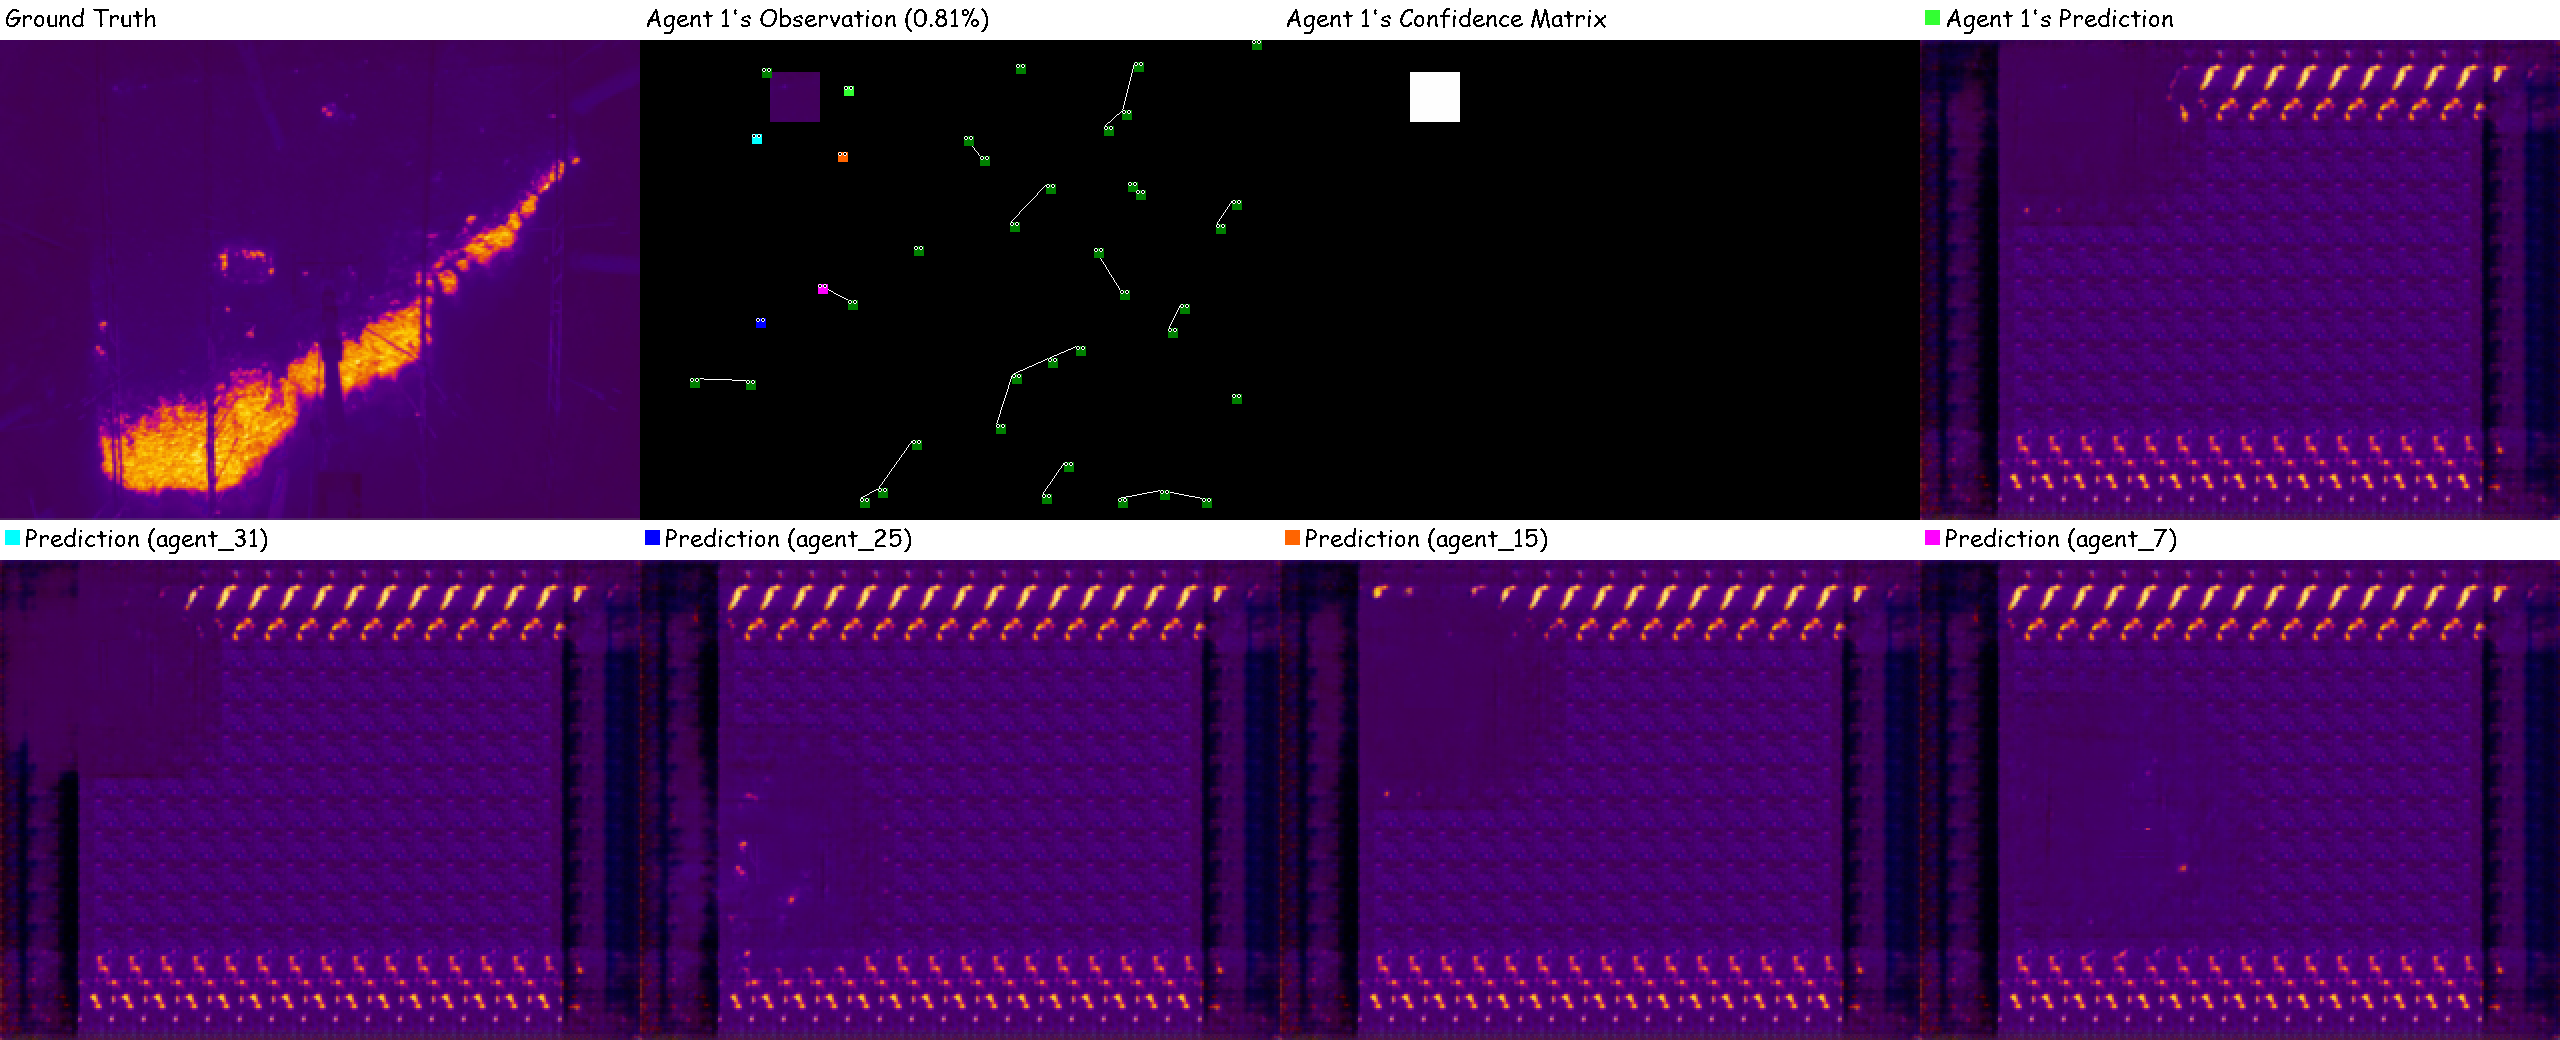 Ground Truth
Agent 1's Observation (0.81%)
Agent 1's Confidence Matrix
Agent 1's Prediction
Prediction (agent_31)
Prediction (agent_25)
Prediction (agent_15)
Prediction (agent_7)